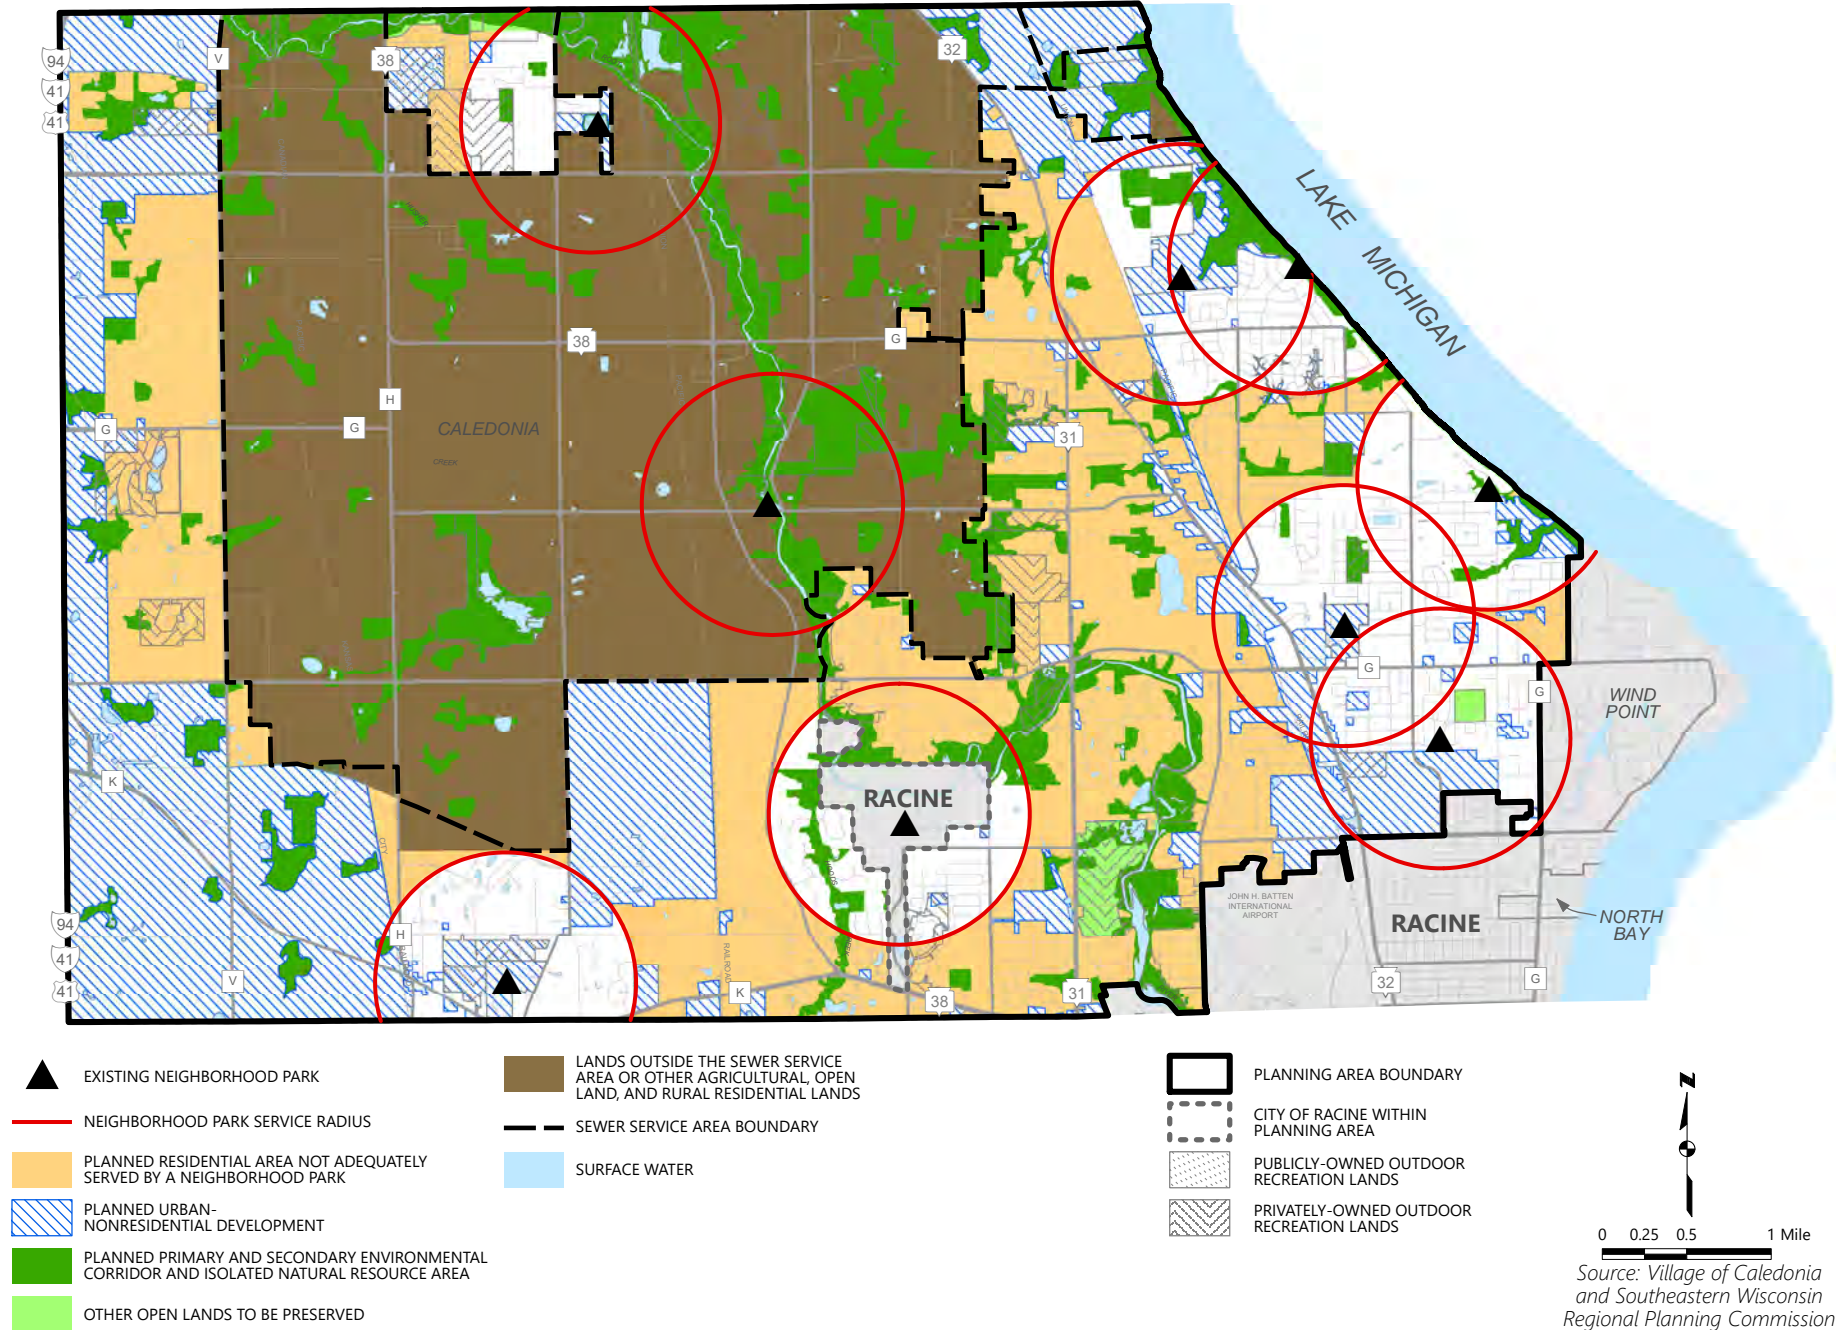 94
41
41
V
38
32
LAKE
MICHIGAN
38
G
H
G
G
CALEDONIA
CREEK
31
G
G
WIND
POINT
K
RACINE
CITY
JOHN H. BATTEN
INTERNATIONAL
AIRPORT
RACINE
NORTH
BAY
94
41
41
H
V
RAILROAD
K
38
31
32
G
EXISTING NEIGHBORHOOD PARK
NEIGHBORHOOD PARK SERVICE RADIUS
PLANNED RESIDENTIAL AREA NOT ADEQUATELY
SERVED BY A NEIGHBORHOOD PARK
PLANNED URBAN-
NONRESIDENTIAL DEVELOPMENT
PLANNED PRIMARY AND SECONDARY ENVIRONMENTAL
CORRIDOR AND ISOLATED NATURAL RESOURCE AREA
OTHER OPEN LANDS TO BE PRESERVED
LANDS OUTSIDE THE SEWER SERVICE
AREA OR OTHER AGRICULTURAL, OPEN
LAND, AND RURAL RESIDENTIAL LANDS
SEWER SERVICE AREA BOUNDARY
SURFACE WATER
PLANNING AREA BOUNDARY
CITY OF RACINE WITHIN
PLANNING AREA
PUBLICLY-OWNED OUTDOOR
RECREATION LANDS
PRIVATELY-OWNED OUTDOOR
RECREATION LANDS
N
0 0.25 0.5 1 Mile
Source: Village of Caledonia
and Southeastern Wisconsin
Regional Planning Commission